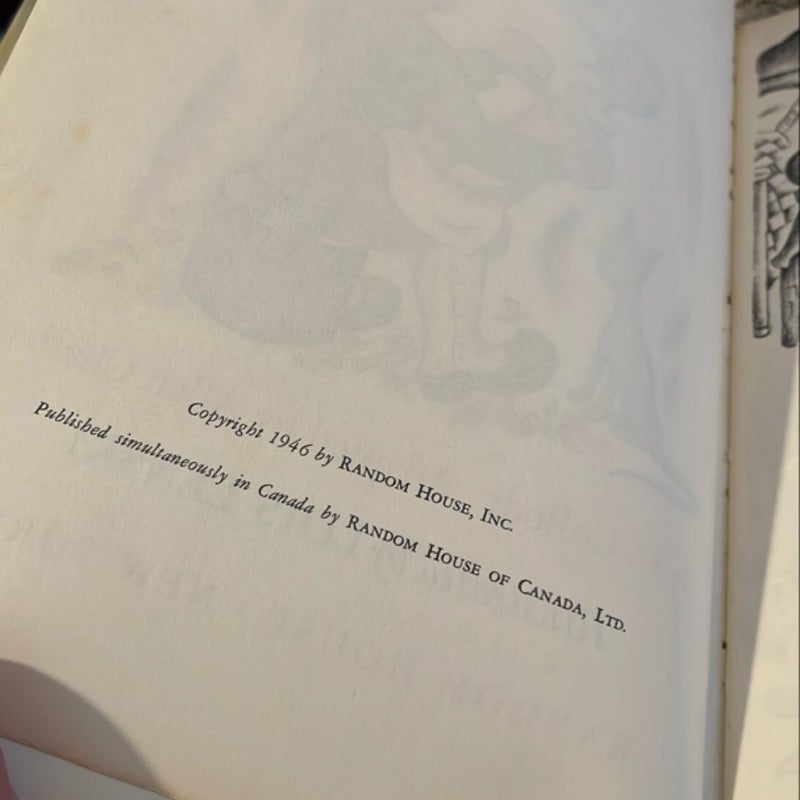 Copyright 1946 by RANDOM HOUSE, INC.
Published simultaneously in Canada by RANDOM HOUSE OF CANADA, LTD.